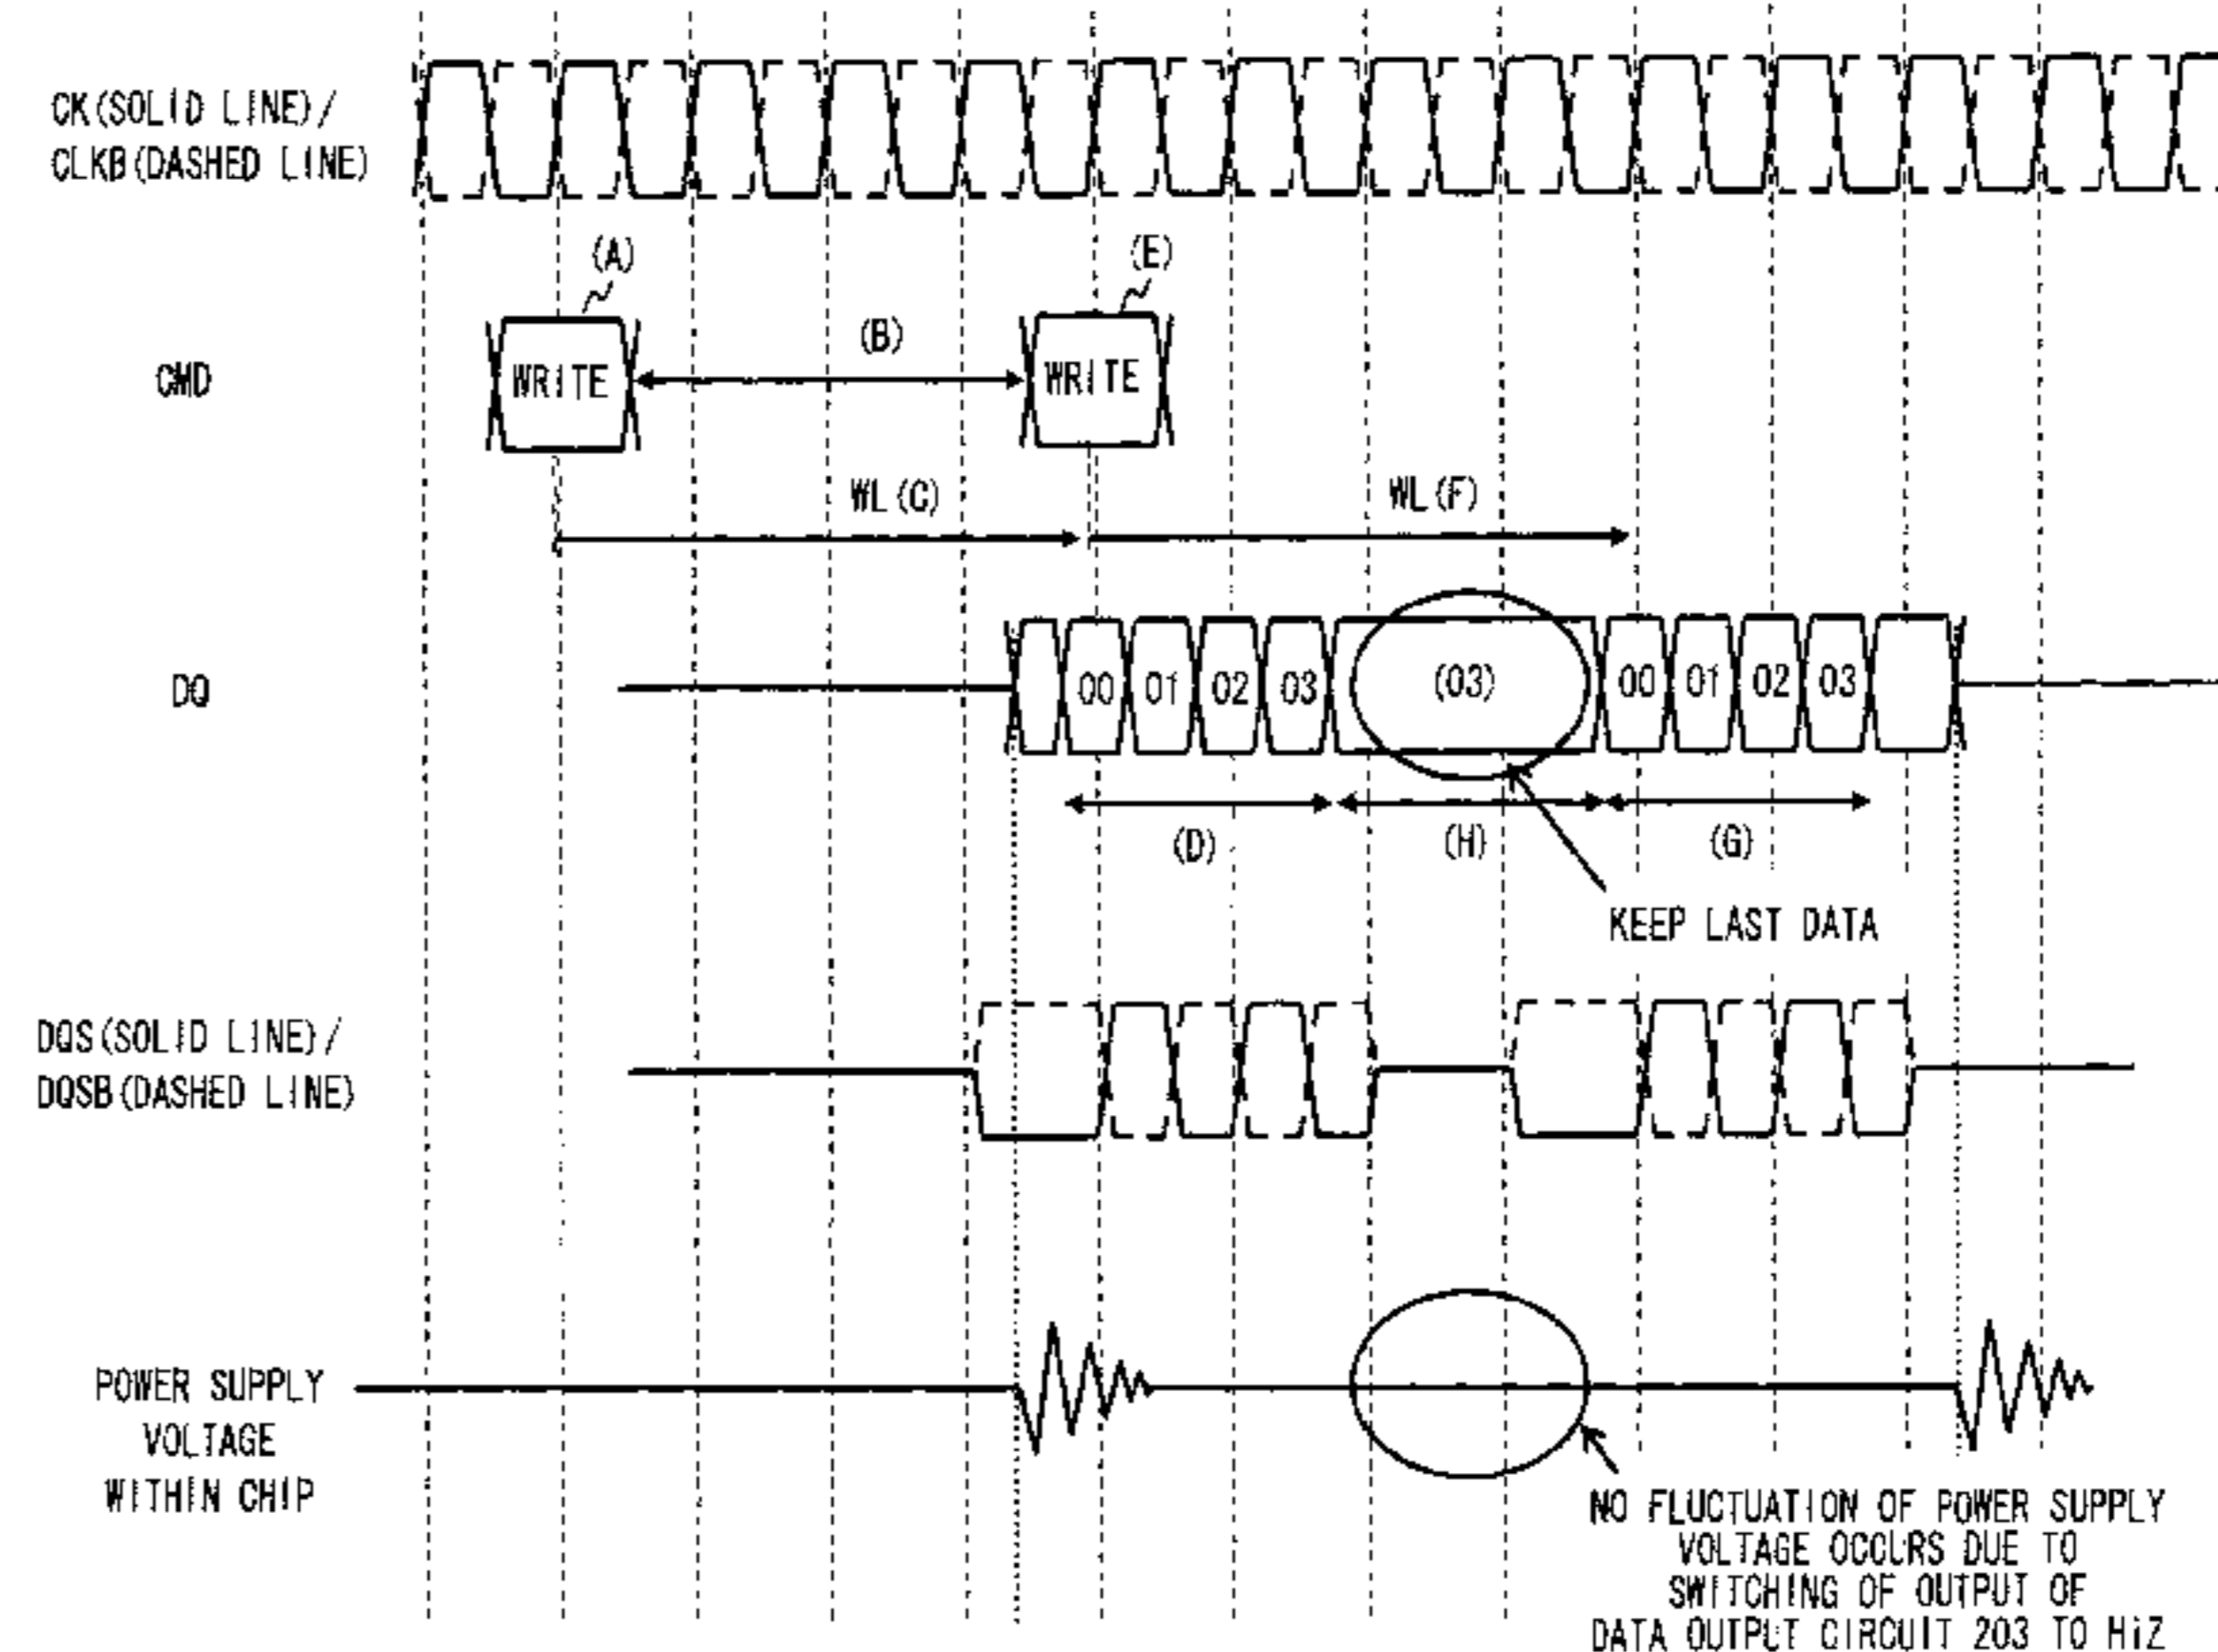 CK(SOLID LINE)/
CLKB(DASHED LINE)
(A)
(E)
(B)
CMD
WRITE
WRITE
WL(C)
WL(F)
DQ
00 01 02 03 (03) 00 01 02 03
(D)
(H)
(G)
KEEP LAST DATA
DQS(SOLID LINE)/
DQSB(DASHED LINE)
POWER SUPPLY
VOLTAGE
WITHIN CHIP
NO FLUCTUATION OF POWER SUPPLY
VOLTAGE OCCURS DUE TO
SWITCHING OF OUTPUT OF
DATA OUTPUT CIRCUIT 203 TO HiZ